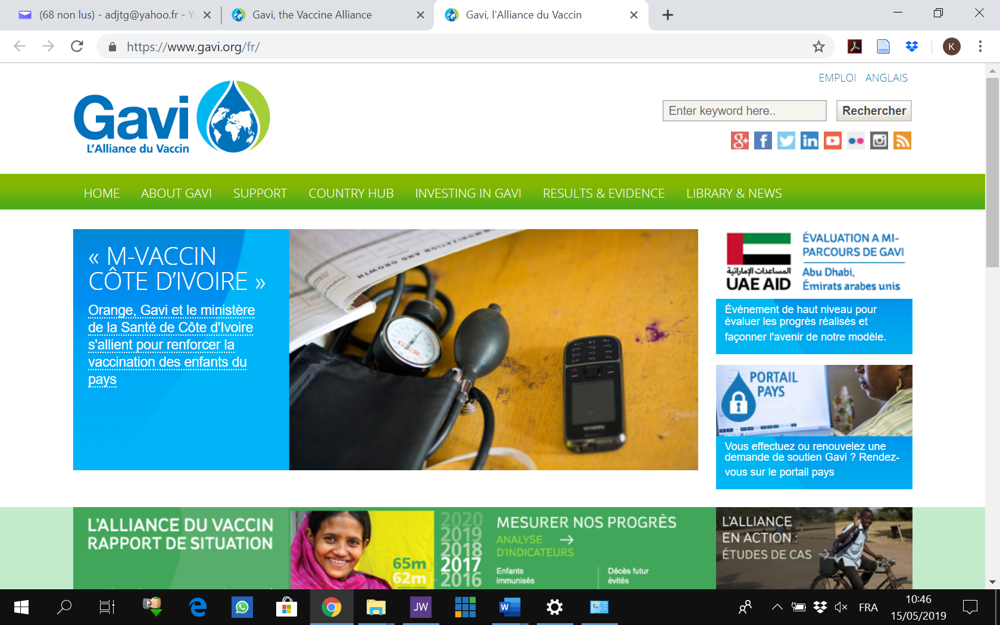 (68 non lus) - adjtg@yahoo.fr - Y
Gavi, the Vaccine Alliance
Gavi, l'Alliance du Vaccin
https://www.gavi.org/fr/
K
EMPLOI ANGLAIS
Gavi
L'Alliance du Vaccin
Enter keyword here..
Rechercher
HOME
ABOUT GAVI
SUPPORT
COUNTRY HUB
INVESTING IN GAVI
RESULTS & EVIDENCE
LIBRARY & NEWS
« M-VACCIN
CÔTE D'IVOIRE »
Orange, Gavi et le ministère
de la Santé de Côte d'Ivoire
s'allient pour renforcer la
vaccination des enfants du
pays
IMMUNIZATION
AND GROWTH
المساعدات الإماراتية
UAE AID
ÉVALUATION A MI-
PARCOURS DE GAVI
Abu Dhabi,
Émirats arabes unis
Événement de haut niveau pour
évaluer les progrès réalisés et
façonner l'avenir de notre modèle.
PORTAIL
PAYS
Vous effectuez ou renouvelez une
demande de soutien Gavi ? Rendez-
vous sur le portail pays
L'ALLIANCE DU VACCIN
RAPPORT DE SITUATION
65m
62m
2020
2019
2018
2017
2016
MESURER NOS PROGRÈS
ANALYSE
D'INDICATEURS
Enfants
immunisés
Décès futur
évités
L'ALLIANCE
EN ACTION :
ÉTUDES DE CAS
JW
W
FRA
10:46
15/05/2019